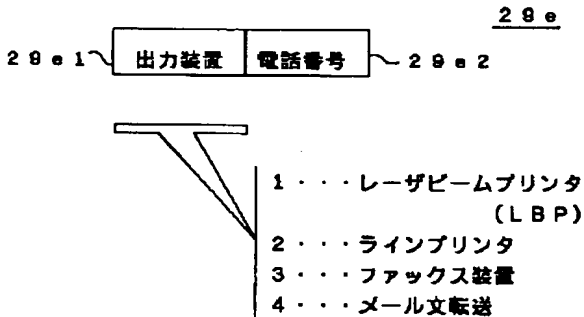 29e
29e1 出力装置 電話番号 29e2
1・・・レーザビームプリンタ
(LBP)
2・・・ラインプリンタ
3・・・ファックス装置
4・・・メール文転送